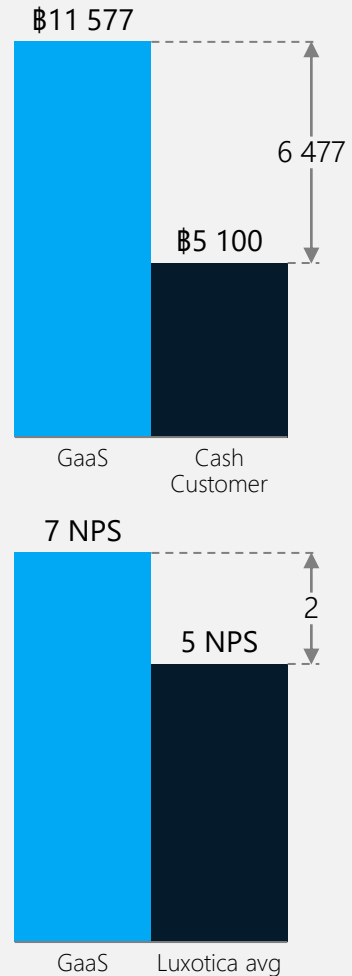 ฿11 577
6 477
฿5 100
GaaS
Cash
Customer
7 NPS
2
5 NPS
GaaS
Luxotica avg